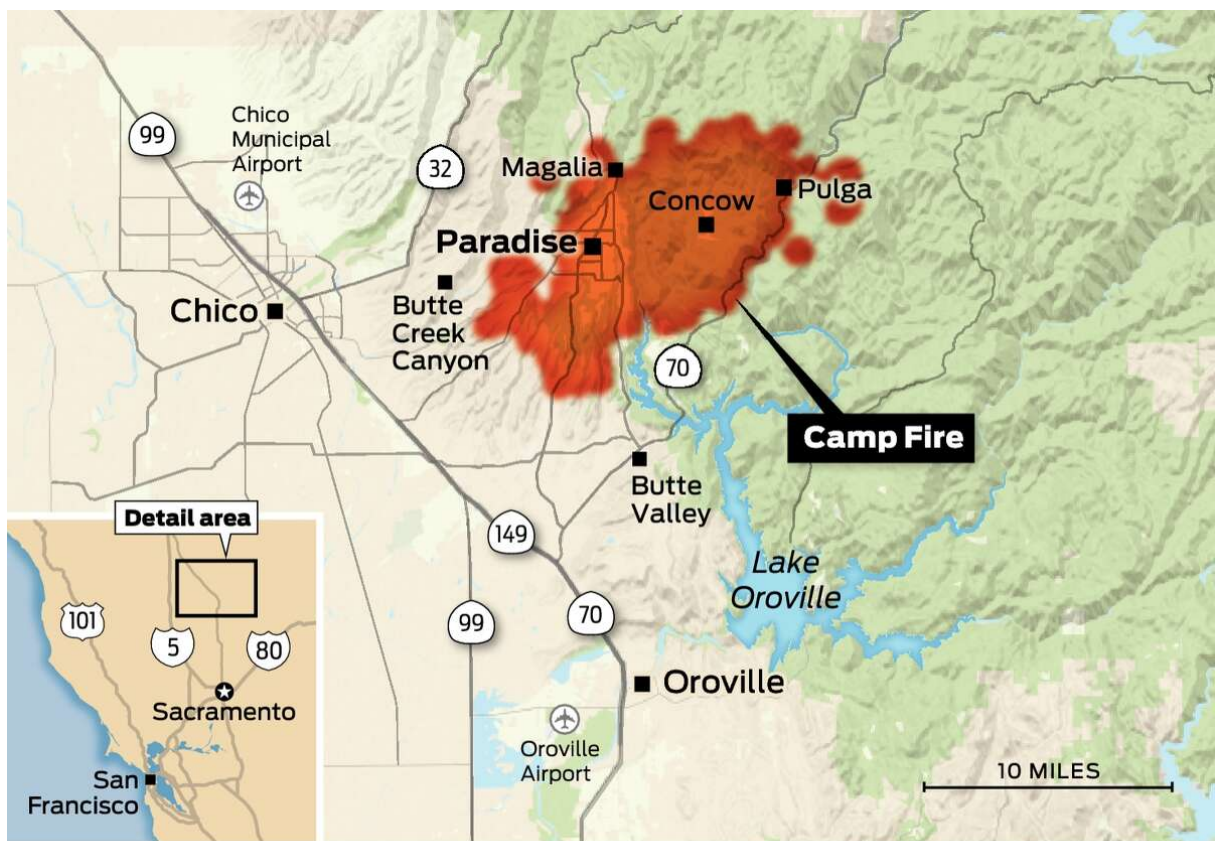 99
Chico
Municipal
Airport
32
Magalia
Pulga
Concow
Paradise
Chico
Butte
Creek
Canyon
70
Camp Fire
Butte
Valley
149
Detail area
Lake
Oroville
99
70
101
5
80
Oroville
Sacramento
Oroville
Airport
San
Francisco
10 MILES